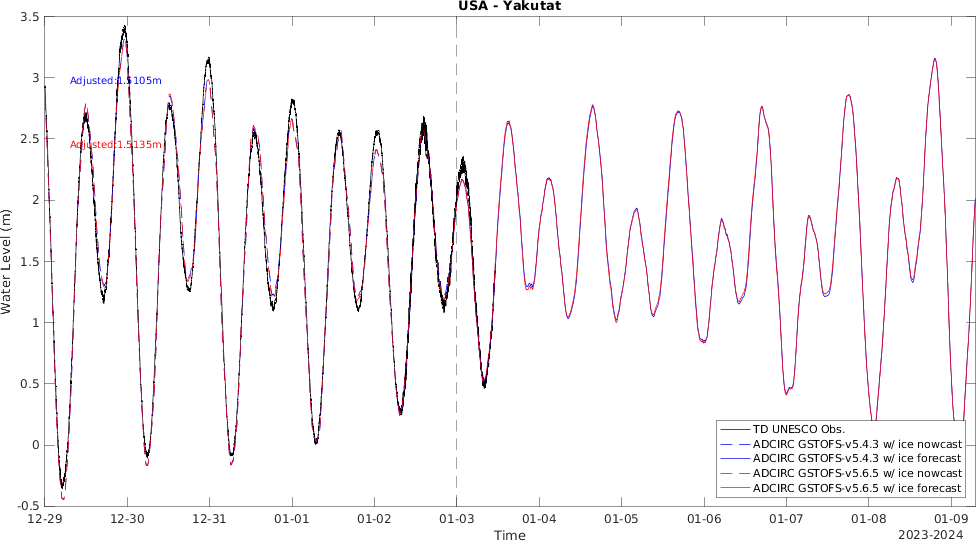 USA - Yakutat
3.5
3
2.5
2
1.5
1
0.5
0
-0.5
Water Level (m)
Adjusted:1.5105m
Adjusted:1.5135m
TD UNESCO Obs.
ADCIRC GSTOFS-v5.4.3 w/ ice nowcast
ADCIRC GSTOFS-v5.4.3 w/ ice forecast
ADCIRC GSTOFS-v5.6.5 w/ ice nowcast
ADCIRC GSTOFS-v5.6.5 w/ ice forecast
12-29 12-30 12-31 01-01 01-02 01-03 01-04 01-05 01-06 01-07 01-08 01-09
Time
2023-2024